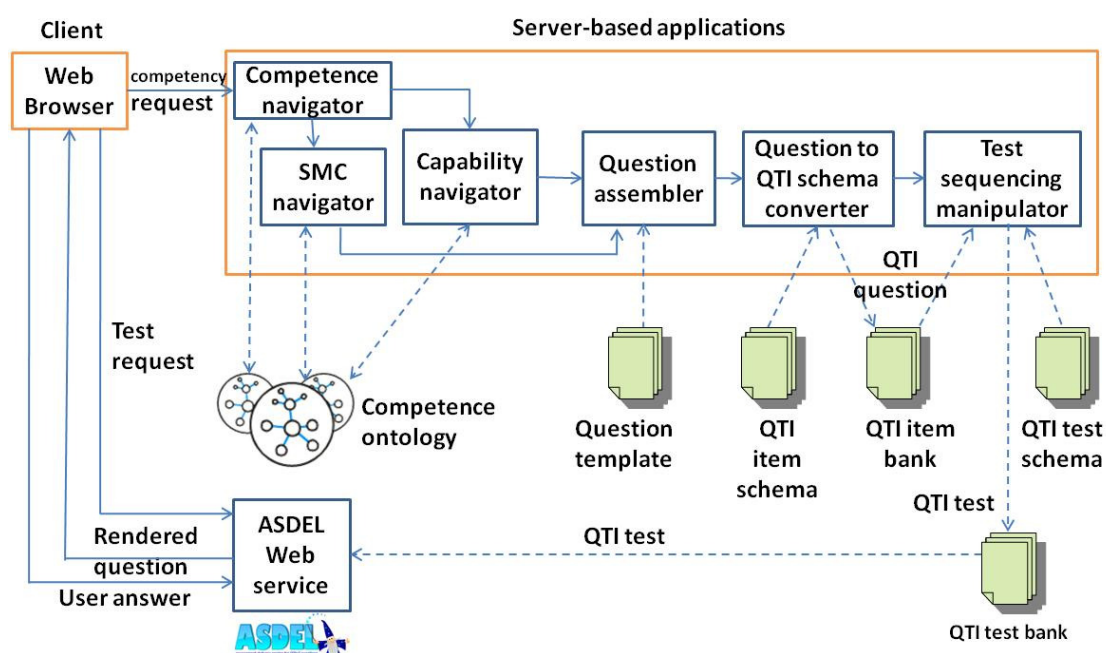 Client
Server-based applications
Web
Browser
competency
request
Competence
navigator
SMC
navigator
Capability
navigator
Question
assembler
Question to
QTI schema
converter
Test
sequencing
manipulator
QTI
question
Test
request
Competence
ontology
Question
template
QTI
item
schema
QTI item
bank
QTI test
schema
QTI test
ASDEL
Web
service
Rendered
question
User answer
QTI test
QTI test bank
ASDEL